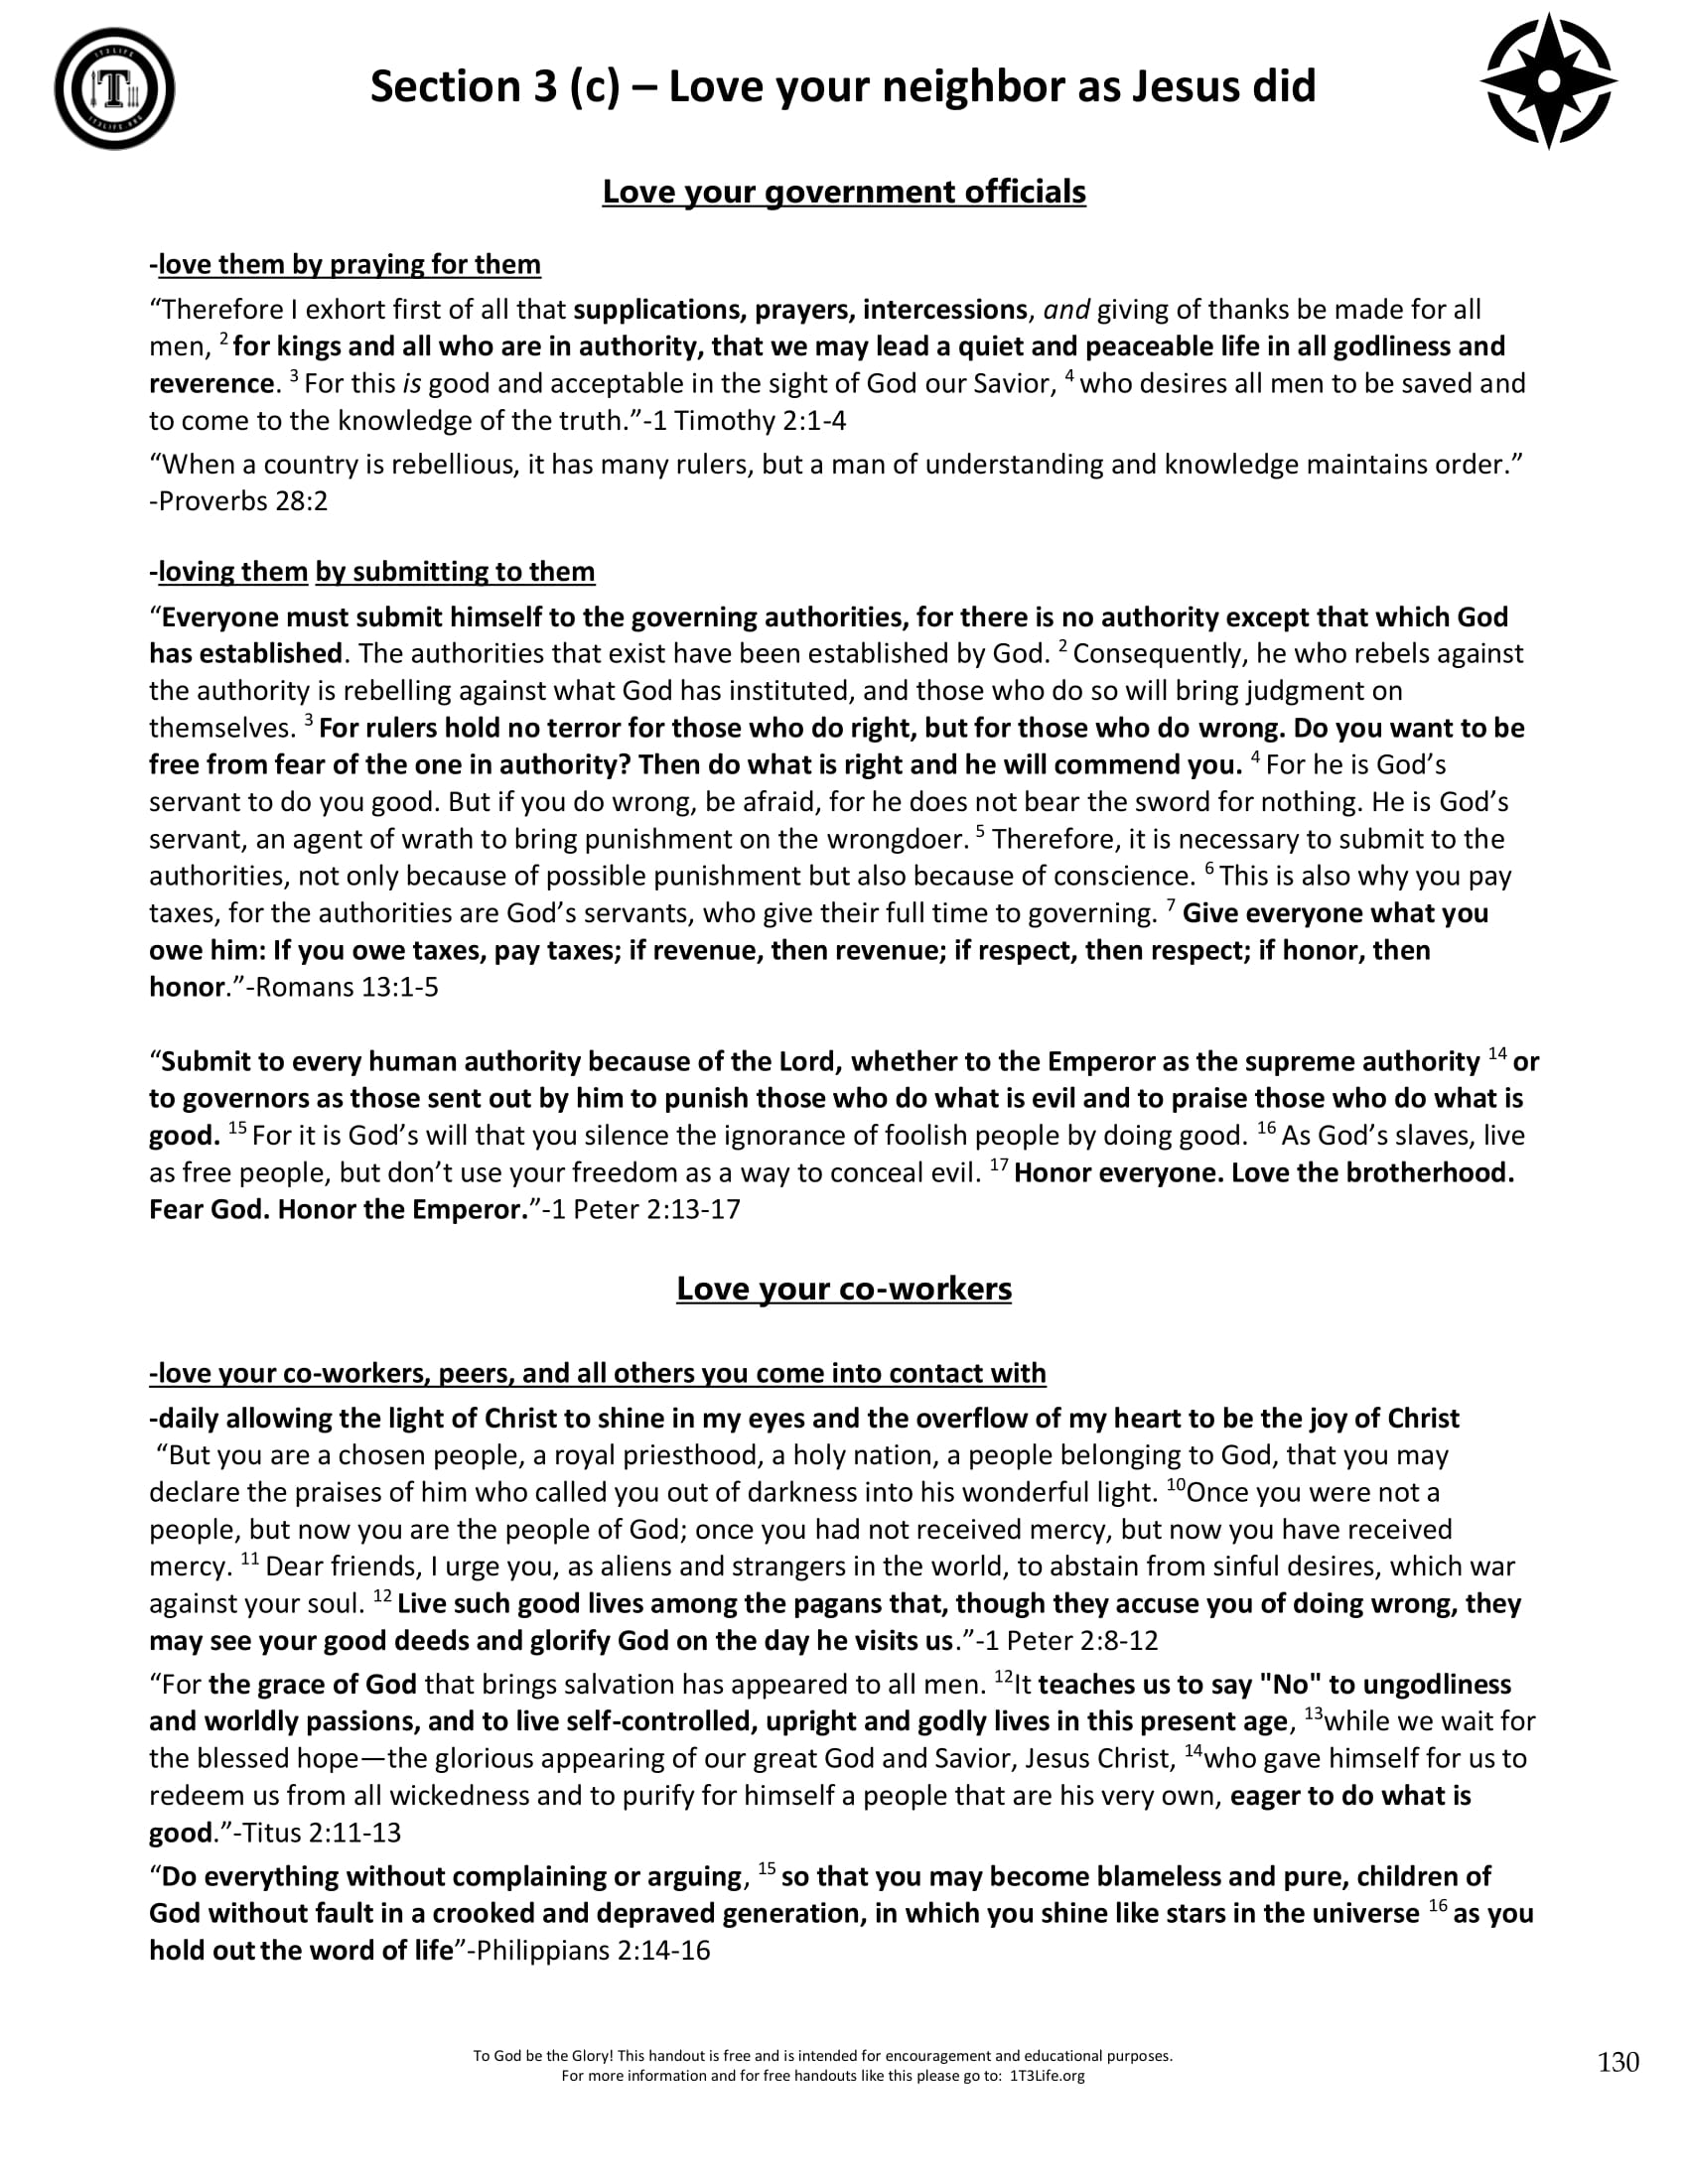 1T3LIFE
T
1T3LIFE.ORG
Section 3 (c) – Love your neighbor as Jesus did
Love your government officials
-love them by praying for them
“Therefore I exhort first of all that supplications, prayers, intercessions, and giving of thanks be made for all
men, 2 for kings and all who are in authority, that we may lead a quiet and peaceable life in all godliness and
reverence. 3 For this is good and acceptable in the sight of God our Savior, 4 who desires all men to be saved and
to come to the knowledge of the truth.”-1 Timothy 2:1-4
“When a country is rebellious, it has many rulers, but a man of understanding and knowledge maintains order.”
-Proverbs 28:2
-loving them by submitting to them
“Everyone must submit himself to the governing authorities, for there is no authority except that which God
has established. The authorities that exist have been established by God. 2 Consequently, he who rebels against
the authority is rebelling against what God has instituted, and those who do so will bring judgment on
themselves. 3 For rulers hold no terror for those who do right, but for those who do wrong. Do you want to be
free from fear of the one in authority? Then do what is right and he will commend you. 4 For he is God’s
servant to do you good. But if you do wrong, be afraid, for he does not bear the sword for nothing. He is God’s
servant, an agent of wrath to bring punishment on the wrongdoer. 5 Therefore, it is necessary to submit to the
authorities, not only because of possible punishment but also because of conscience. 6 This is also why you pay
taxes, for the authorities are God’s servants, who give their full time to governing. 7 Give everyone what you
owe him: If you owe taxes, pay taxes; if revenue, then revenue; if respect, then respect; if honor, then
honor.”-Romans 13:1-5
“Submit to every human authority because of the Lord, whether to the Emperor as the supreme authority 14 or
to governors as those sent out by him to punish those who do what is evil and to praise those who do what is
good. 15 For it is God’s will that you silence the ignorance of foolish people by doing good. 16 As God’s slaves, live
as free people, but don’t use your freedom as a way to conceal evil. 17 Honor everyone. Love the brotherhood.
Fear God. Honor the Emperor.”-1 Peter 2:13-17
Love your co-workers
-love your co-workers, peers, and all others you come into contact with
-daily allowing the light of Christ to shine in my eyes and the overflow of my heart to be the joy of Christ
“But you are a chosen people, a royal priesthood, a holy nation, a people belonging to God, that you may
declare the praises of him who called you out of darkness into his wonderful light. 10Once you were not a
people, but now you are the people of God; once you had not received mercy, but now you have received
mercy. 11 Dear friends, I urge you, as aliens and strangers in the world, to abstain from sinful desires, which war
against your soul. 12 Live such good lives among the pagans that, though they accuse you of doing wrong, they
may see your good deeds and glorify God on the day he visits us.”-1 Peter 2:8-12
“For the grace of God that brings salvation has appeared to all men. 12It teaches us to say "No" to ungodliness
and worldly passions, and to live self-controlled, upright and godly lives in this present age, 13while we wait for
the blessed hope—the glorious appearing of our great God and Savior, Jesus Christ, 14who gave himself for us to
redeem us from all wickedness and to purify for himself a people that are his very own, eager to do what is
good.”-Titus 2:11-13
“Do everything without complaining or arguing, 15 so that you may become blameless and pure, children of
God without fault in a crooked and depraved generation, in which you shine like stars in the universe 16 as you
hold out the word of life”-Philippians 2:14-16
To God be the Glory! This handout is free and is intended for encouragement and educational purposes.
For more information and for free handouts like this please go to: 1T3Life.org
130